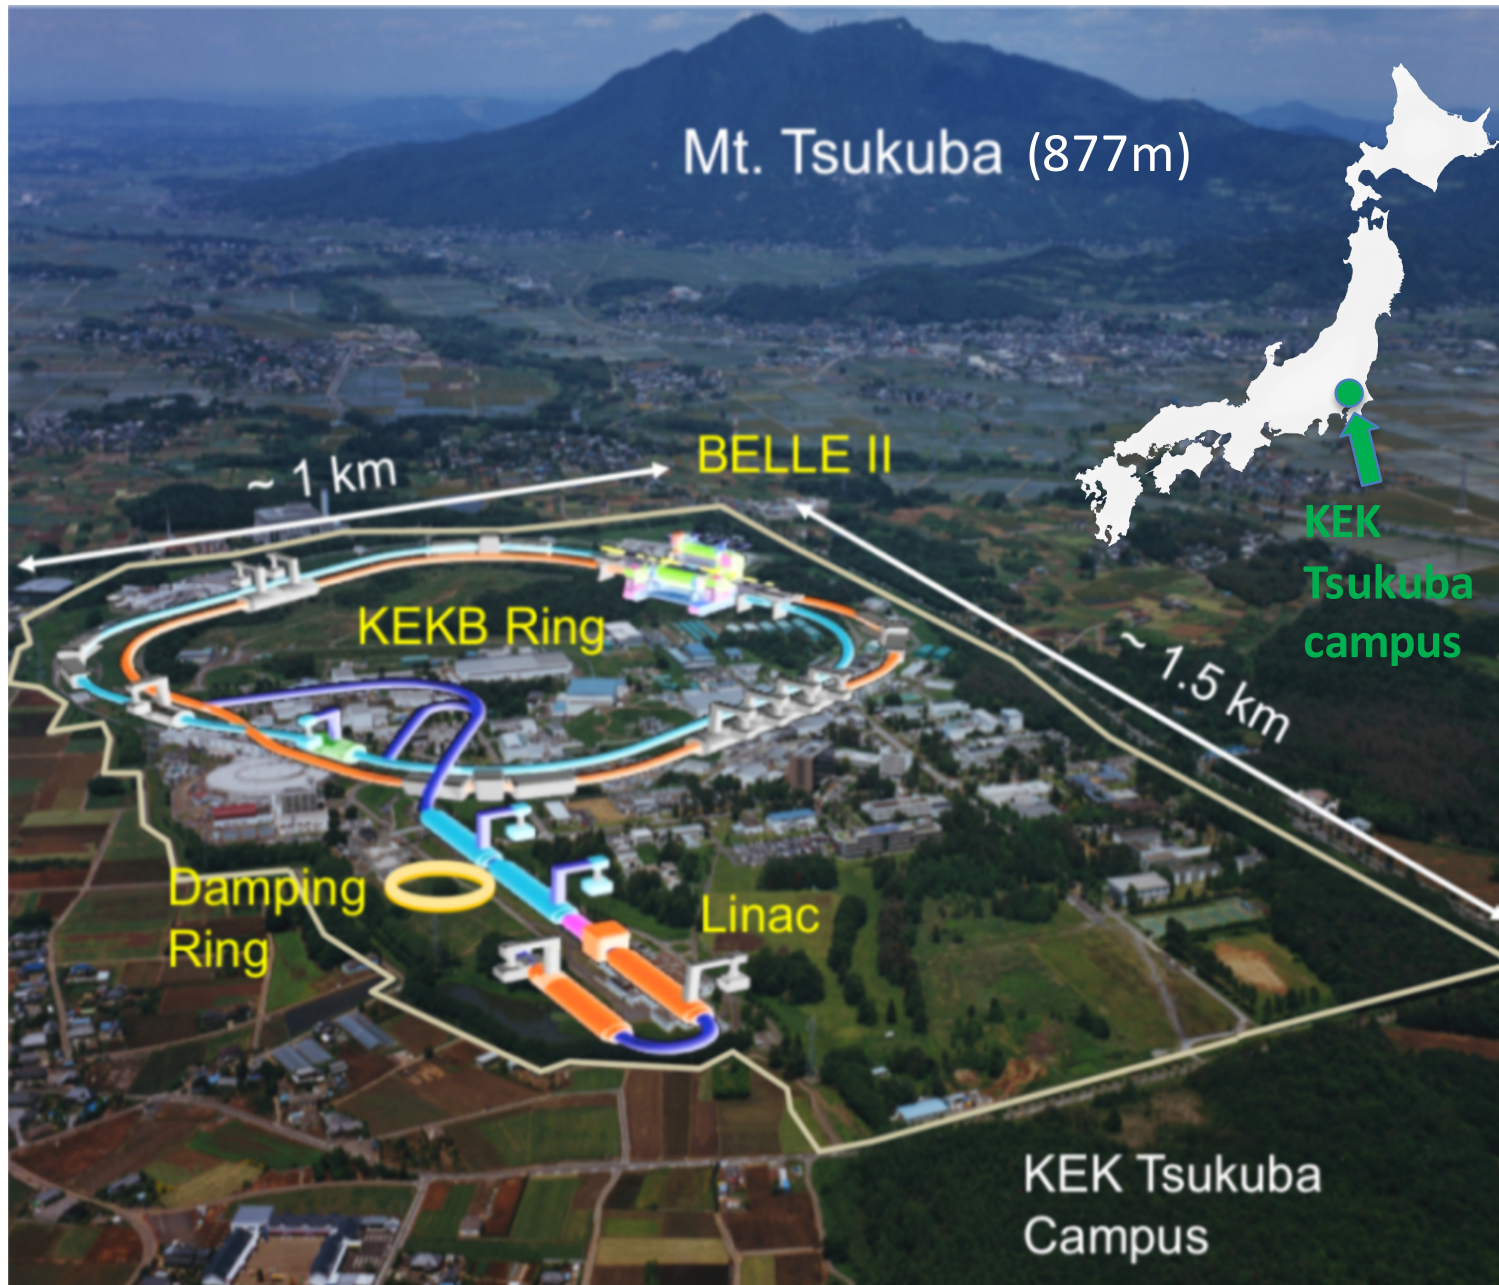 Mt. Tsukuba (877m)
BELLE II
~ 1 km
KEK
Tsukuba
campus
KEKB Ring
~ 1.5 km
Damping
Ring
Linac
KEK Tsukuba
Campus